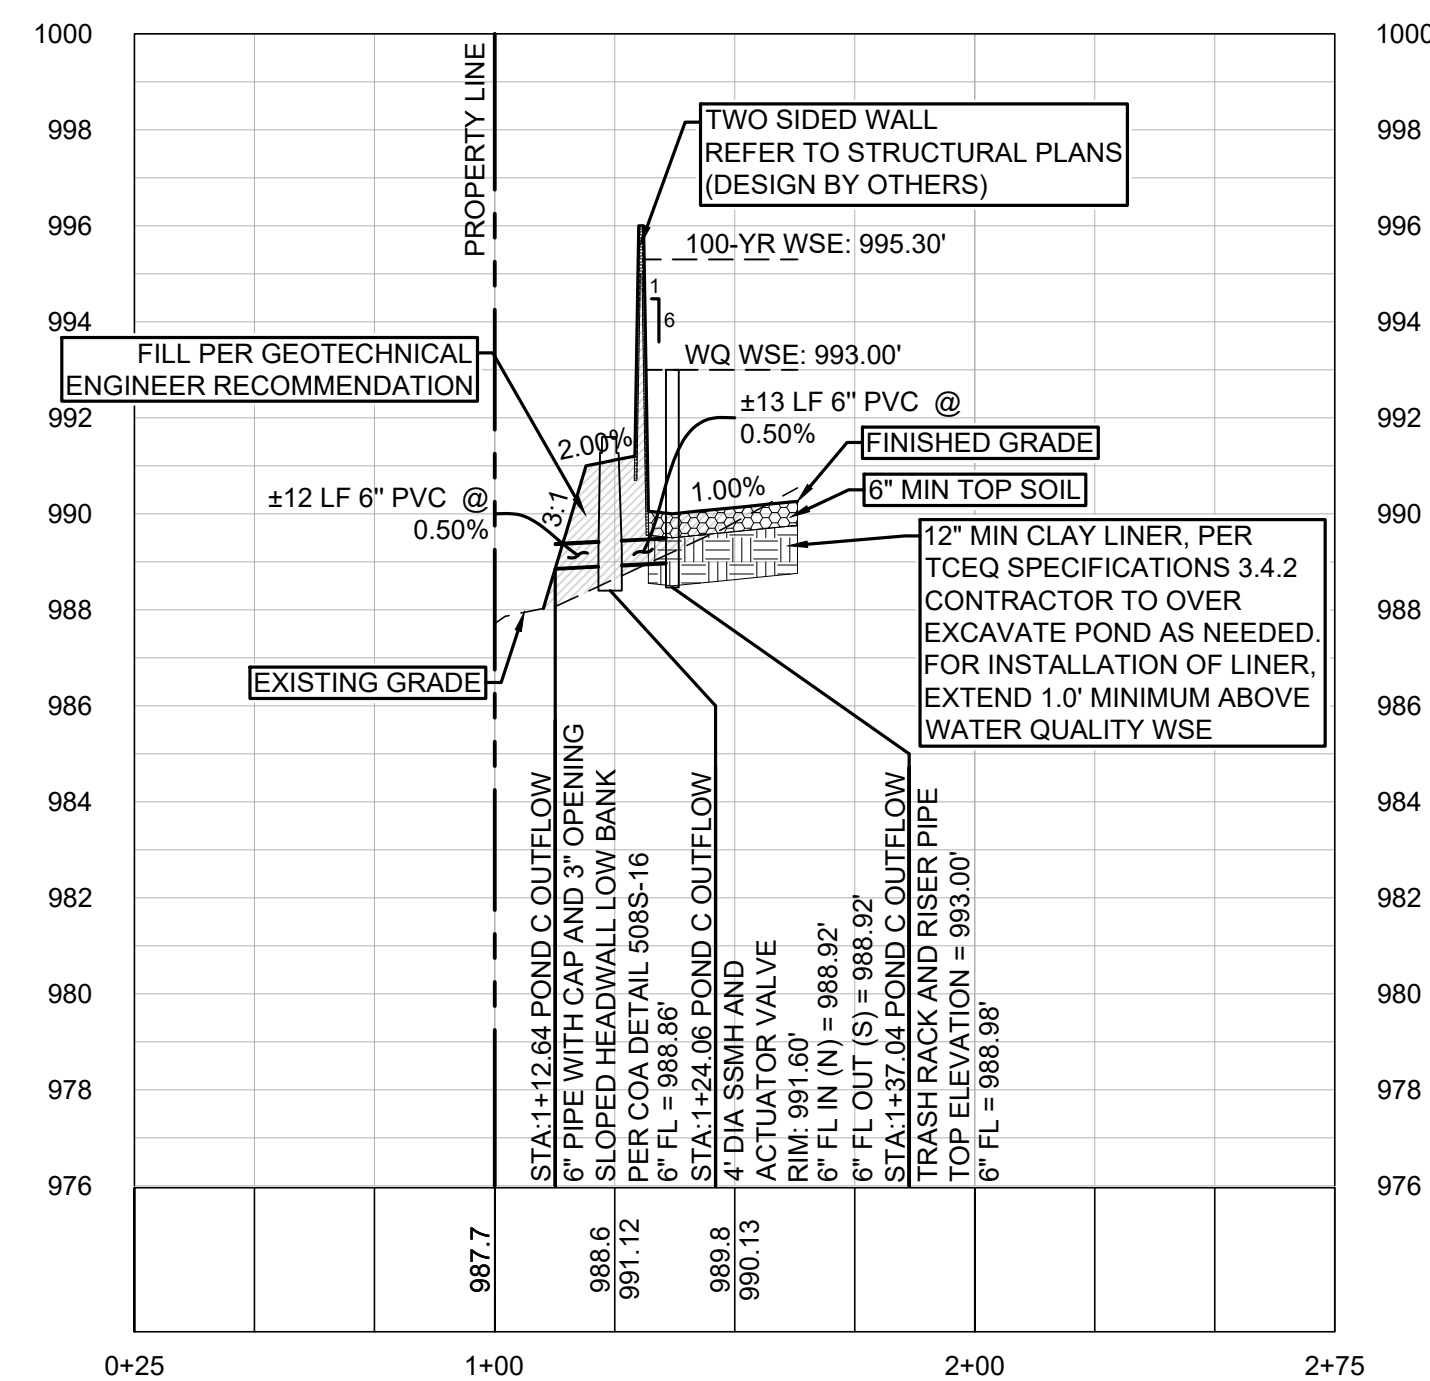 1000
998
996
994
992
990
988
986
984
982
980
978
976
1000
998
996
994
992
990
988
986
984
982
980
978
976
PROPERTY LINE
TWO SIDED WALL
REFER TO STRUCTURAL PLANS
(DESIGN BY OTHERS)
100-YR WSE: 995.30'
1
6
WQ WSE: 993.00'
FILL PER GEOTECHNICAL
ENGINEER RECOMMENDATION
±13 LF 6" PVC @
0.50%
2.00%
3:1
±12 LF 6" PVC @
0.50%
1.00%
FINISHED GRADE
6" MIN TOP SOIL
12" MIN CLAY LINER, PER
TCEQ SPECIFICATIONS 3.4.2
CONTRACTOR TO OVER
EXCAVATE POND AS NEEDED.
FOR INSTALLATION OF LINER,
EXTEND 1.0' MINIMUM ABOVE
WATER QUALITY WSE
EXISTING GRADE
STA:1+12.64 POND C OUTFLOW
6" PIPE WITH CAP AND 3" OPENING
SLOPED HEADWALL LOW BANK
PER COA DETAIL 508S-16
6" FL = 988.86'
STA:1+24.06 POND C OUTFLOW
4' DIA SSMH AND
ACTUATOR VALVE
RIM: 991.60'
6" FL IN (N) = 988.92'
6" FL OUT (S) = 988.92'
STA:1+37.04 POND C OUTFLOW
TRASH RACK AND RISER PIPE
TOP ELEVATION = 993.00'
6" FL = 988.98'
987.7
988.6
991.12
989.8
990.13
0+25
1+00
2+00
2+75